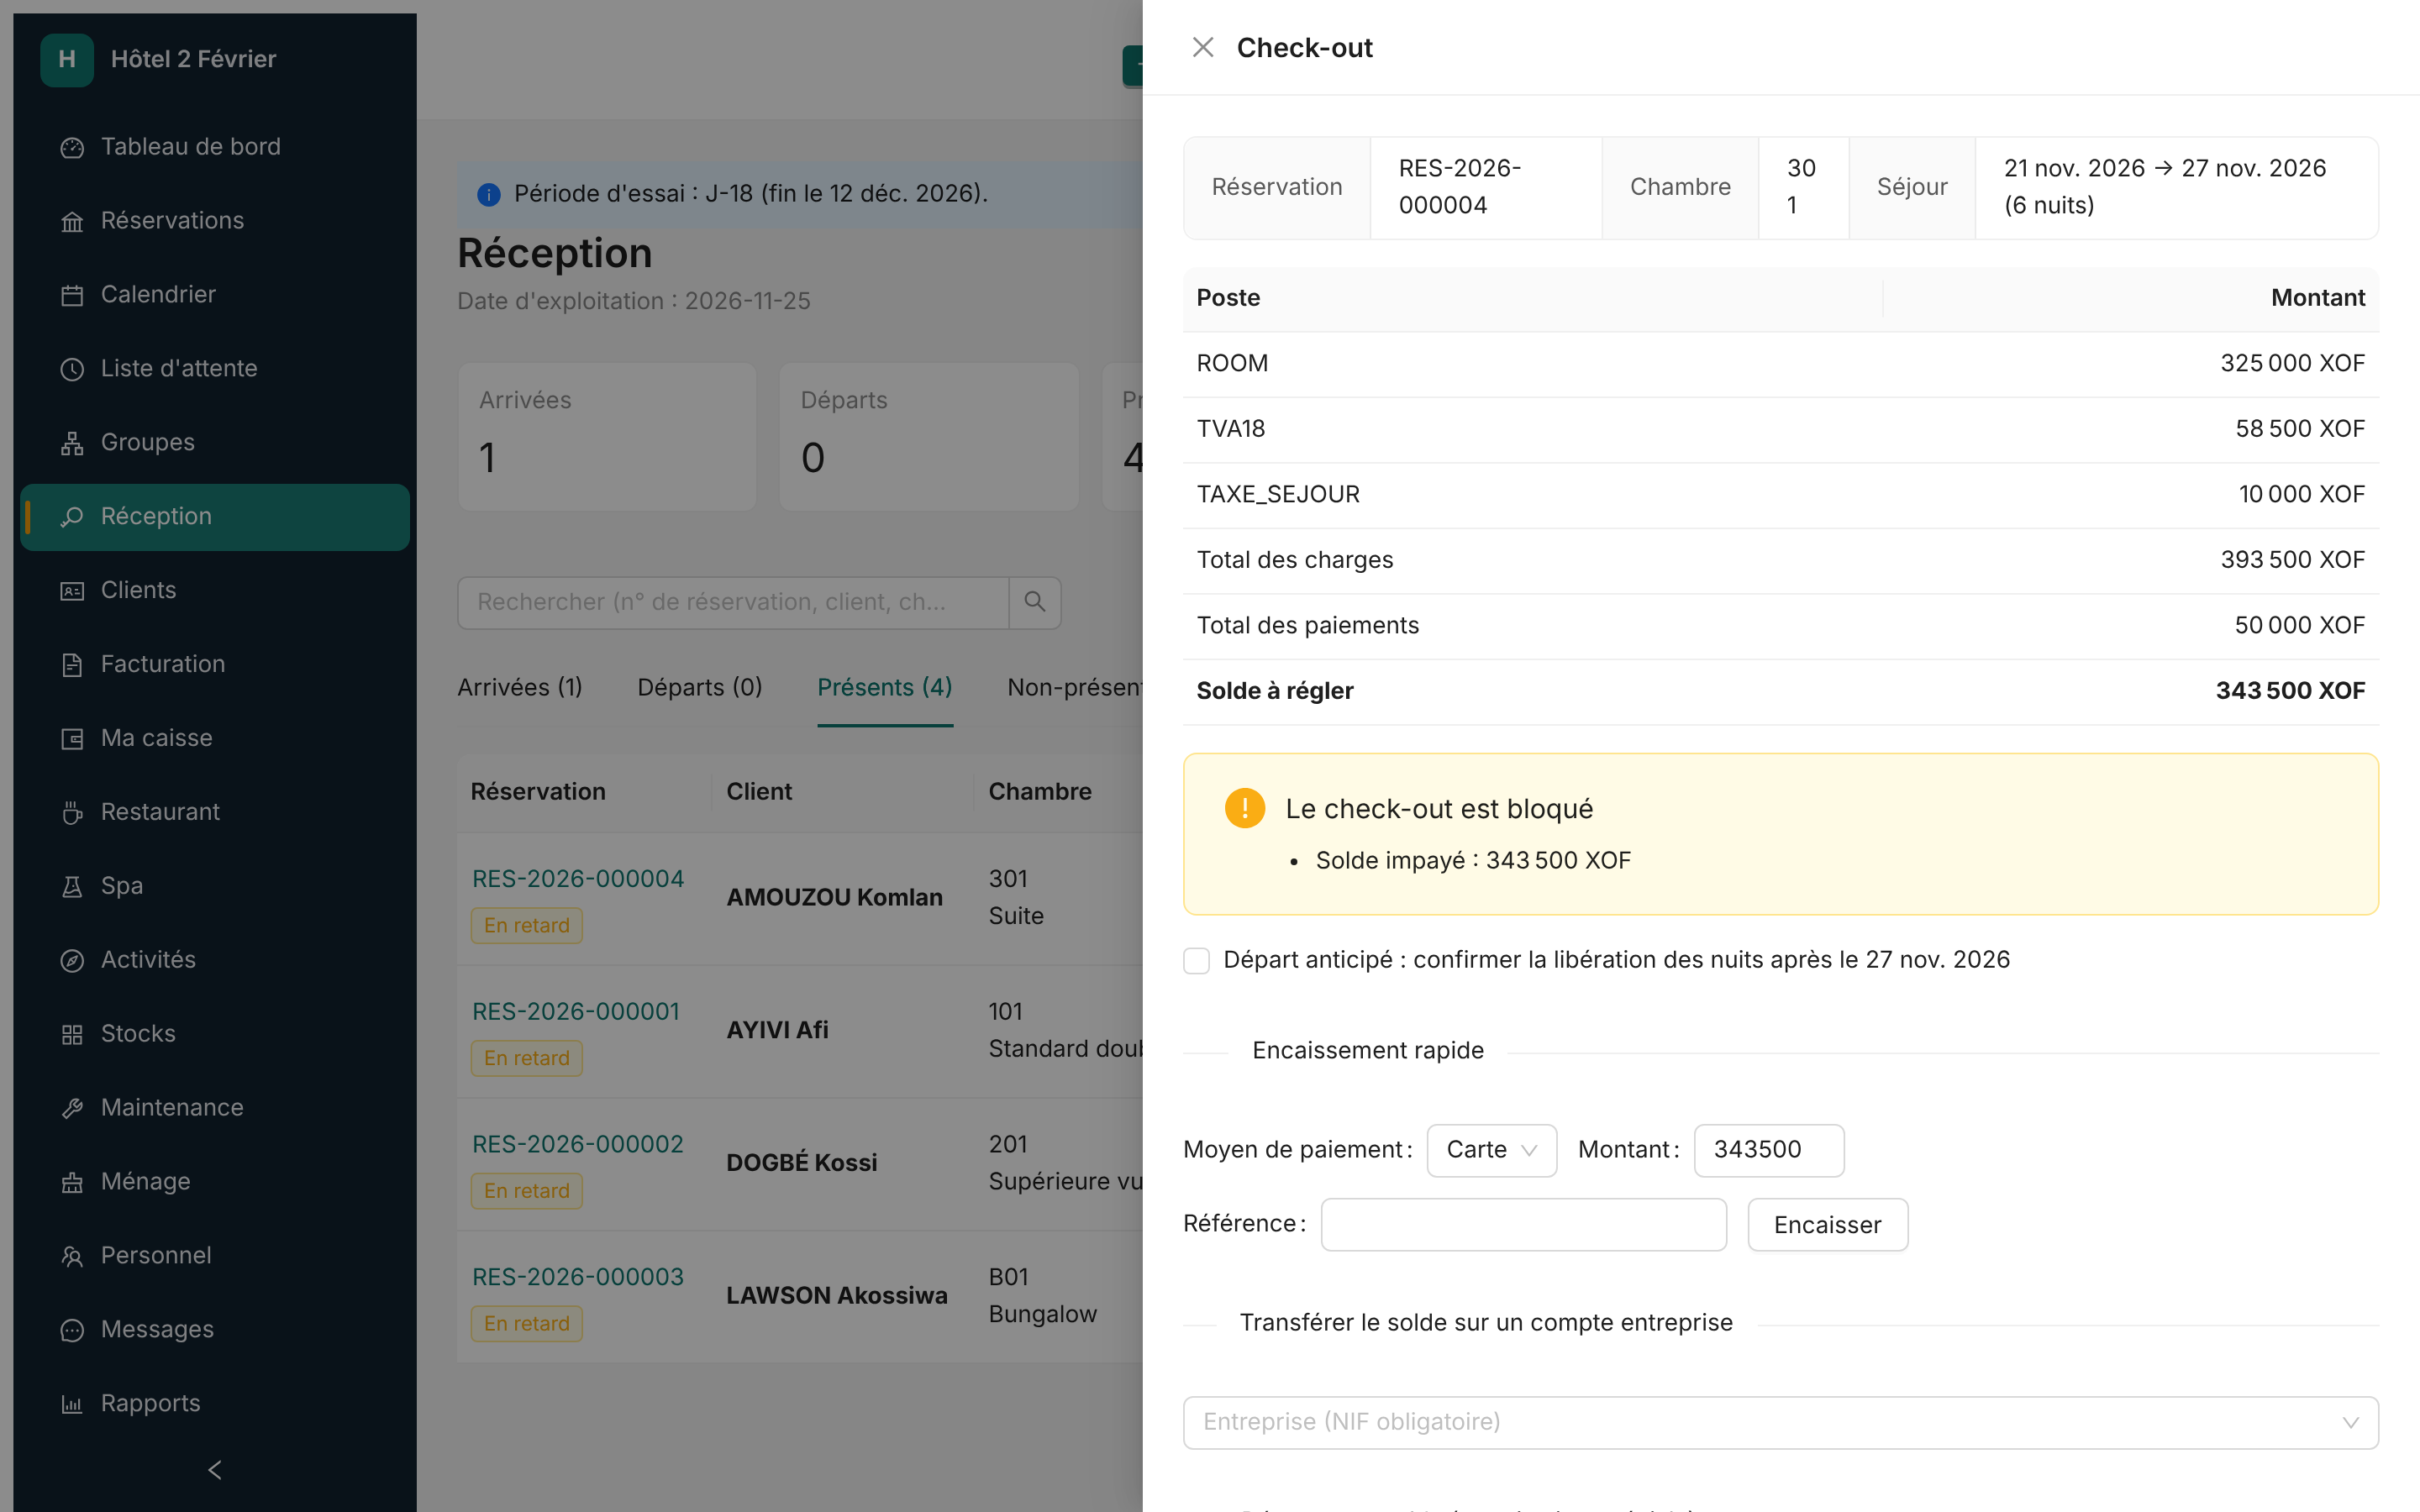 H Hôtel 2 Février
Tableau de bord
Réservations
Calendrier
Liste d'attente
Groupes
Réception
Clients
Facturation
Ma caisse
Restaurant
Spa
Activités
Stocks
Maintenance
Ménage
Personnel
Messages
Rapports
Période d'essai : J-18 (fin le 12 déc. 2026).
Réception
Date d'exploitation : 2026-11-25
Arrivées
1
Départs
0
4
Rechercher (n° de réservation, client, ch...
Arrivées (1) Départs (0) Présents (4) Non-présent
Réservation Client Chambre
RES-2026-000004 AMOUZOU Komlan 301
En retard Suite
RES-2026-000001 AYIVI Afi 101
En retard Standard
RES-2026-000002 DOGBÉ Kossi 201
En retard Supérieure
RES-2026-000003 LAWSON Akossiwa B01
En retard Bungalow
Check-out
Réservation RES-2026-000004 Chambre 301 Séjour 21 nov. 2026 → 27 nov. 2026
(6 nuits)
Poste Montant
ROOM 325 000 XOF
TVA18 58 500 XOF
TAXE_SEJOUR 10 000 XOF
Total des charges 393 500 XOF
Total des paiements 50 000 XOF
Solde à régler 343 500 XOF
Le check-out est bloqué
• Solde impayé : 343 500 XOF
Départ anticipé : confirmer la libération des nuits après le 27 nov. 2026
Encaissement rapide
Moyen de paiement : Carte Montant : 343500
Référence : Encaisser
Transférer le solde sur un compte entreprise
Entreprise (NIF obligatoire)